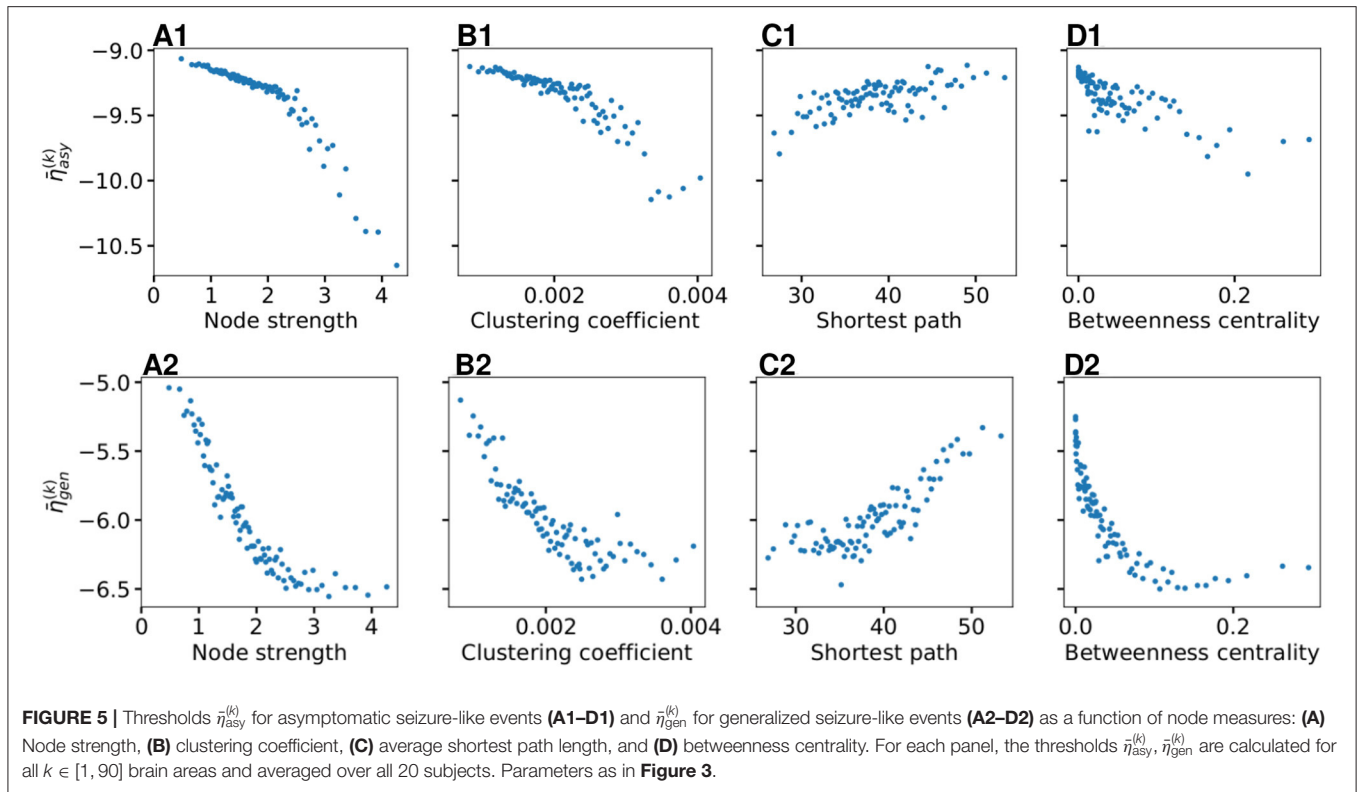 A1 B1 C1 D1
−9.0
−9.5
−10.0
−10.5
η̄_asy^(k)
0 1 2 3 4
Node strength
0.002 0.004
Clustering coefficient
30 40 50
Shortest path
0.0 0.2
Betweenness centrality
A2 B2 C2 D2
−5.0
−5.5
−6.0
−6.5
η̄_gen^(k)
0 1 2 3 4
Node strength
0.002 0.004
Clustering coefficient
30 40 50
Shortest path
0.0 0.2
Betweenness centrality
FIGURE 5 | Thresholds η̄_asy^(k) for asymptomatic seizure-like events (A1–D1) and η̄_gen^(k) for generalized seizure-like events (A2–D2) as a function of node measures: (A)
Node strength, (B) clustering coefficient, (C) average shortest path length, and (D) betweenness centrality. For each panel, the thresholds η̄_asy^(k), η̄_gen^(k) are calculated for
all k ∈ [1, 90] brain areas and averaged over all 20 subjects. Parameters as in Figure 3.